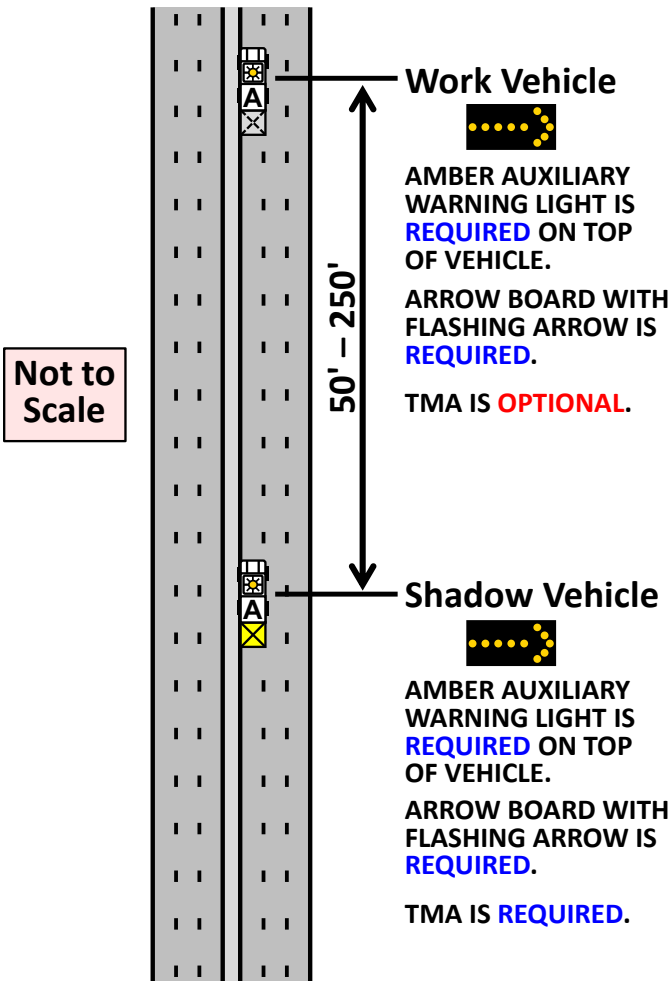 Work Vehicle
A
AMBER AUXILIARY
WARNING LIGHT IS
REQUIRED ON TOP
OF VEHICLE.
ARROW BOARD WITH
FLASHING ARROW IS
REQUIRED.
TMA IS OPTIONAL.
50' – 250'
Not to
Scale
Shadow Vehicle
A
AMBER AUXILIARY
WARNING LIGHT IS
REQUIRED ON TOP
OF VEHICLE.
ARROW BOARD WITH
FLASHING ARROW IS
REQUIRED.
TMA IS REQUIRED.